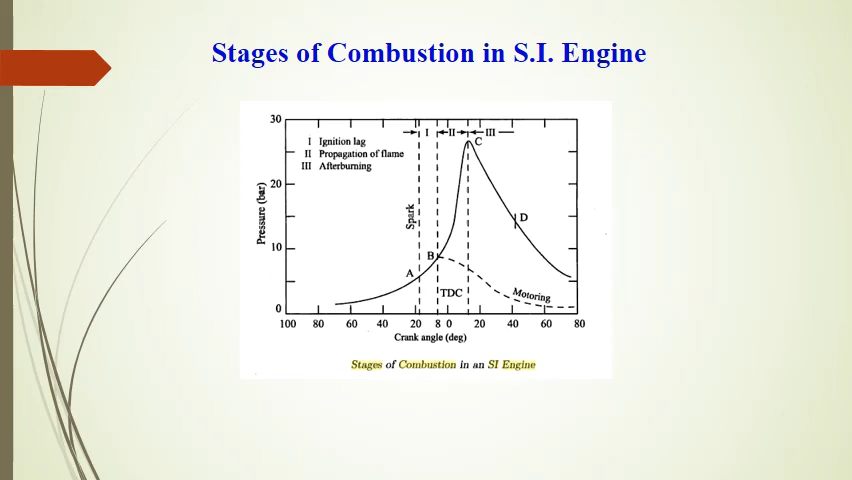 Stages of Combustion in S.I. Engine
30
I II III
C
I Ignition lag
II Propagation of flame
III Afterburning
20
Pressure (bar)
Spark
D
10
B
A
TDC
Motoring
0
100 80 60 40 20 8 0 20 40 60 80
Crank angle (deg)
Stages of Combustion in an SI Engine